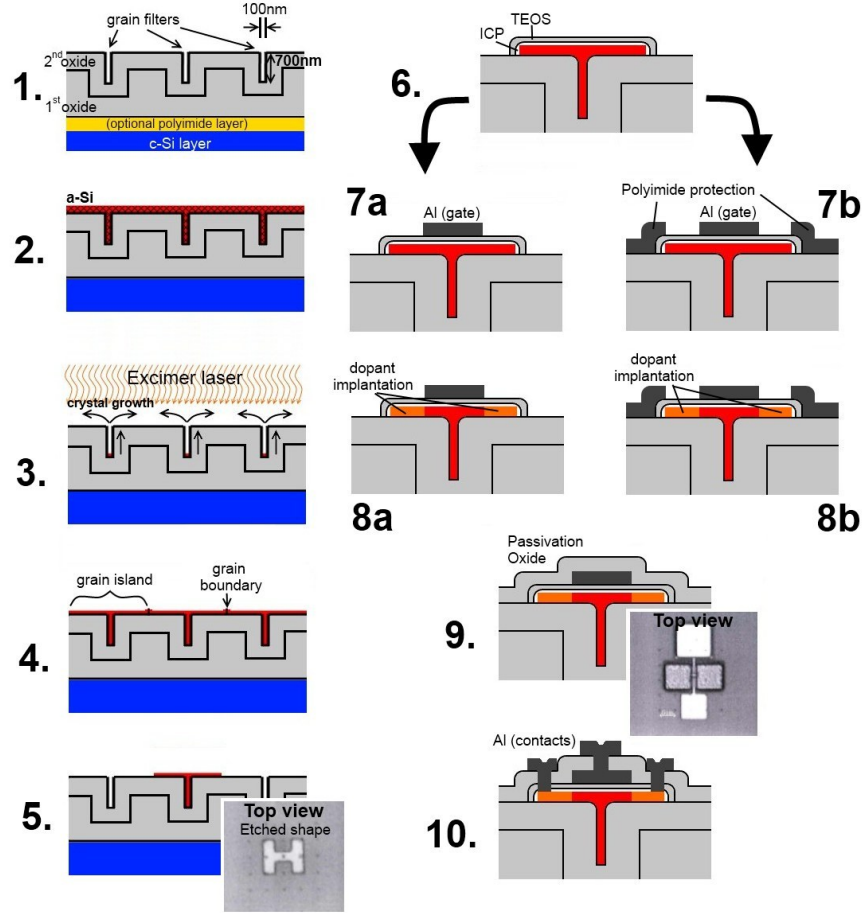 100nm
grain filters
700nm
2nd oxide
1.
1st oxide
(optional polyimide layer)
c-Si layer
a-Si
2.
Excimer laser
crystal growth
3.
grain island
grain
boundary
4.
5.
Top view
Etched shape
TEOS
ICP
6.
7a
Al (gate)
Polyimide protection
Al (gate)
7b
dopant
implantation
8a
dopant
implantation
8b
Passivation
Oxide
9.
Top view
Al (contacts)
10.